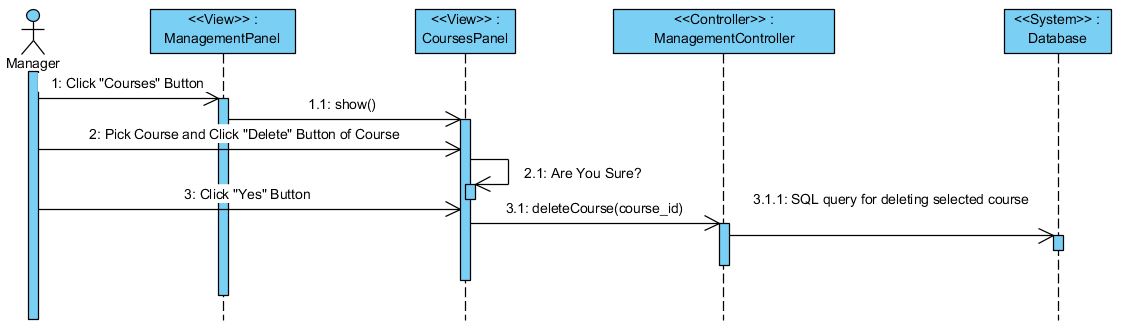 <<View>> :
ManagementPanel
<<View>> :
CoursesPanel
<<Controller>> :
ManagementController
<<System>> :
Database
Manager
1: Click "Courses" Button
1.1: show()
2: Pick Course and Click "Delete" Button of Course
2.1: Are You Sure?
3: Click "Yes" Button
3.1: deleteCourse(course_id)
3.1.1: SQL query for deleting selected course